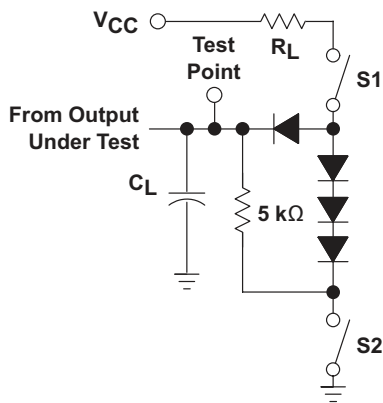 VCC
RL
Test
Point
S1
From Output
Under Test
CL
5 kΩ
S2